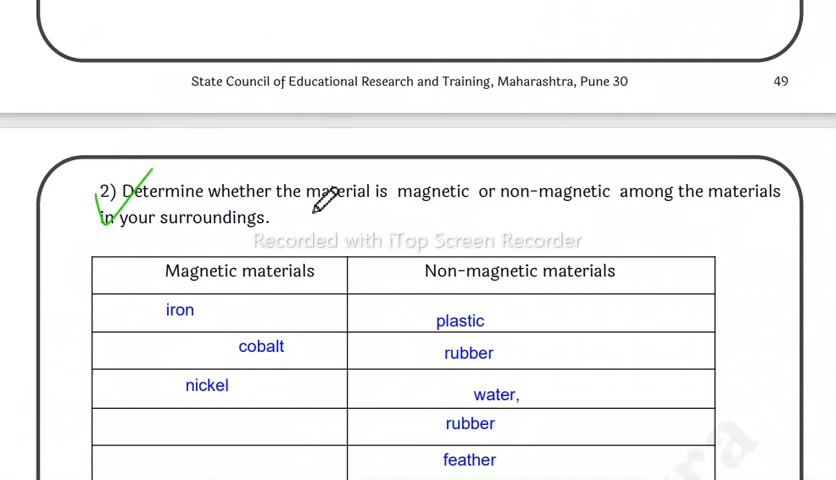 State Council of Educational Research and Training, Maharashtra, Pune 30 49
2) Determine whether the material is magnetic or non-magnetic among the materials
in your surroundings.
Recorded with iTop Screen Recorder
Magnetic materials Non-magnetic materials
iron plastic
cobalt rubber
nickel water,
rubber
feather